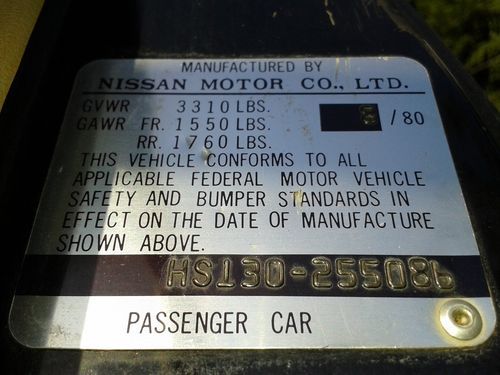 MANUFACTURED BY
NISSAN MOTOR CO., LTD.
GVWR 3310 LBS.
GAWR FR. 1550 LBS. 6 / 80
RR. 1760 LBS.
THIS VEHICLE CONFORMS TO ALL
APPLICABLE FEDERAL MOTOR VEHICLE
SAFETY AND BUMPER STANDARDS IN
EFFECT ON THE DATE OF MANUFACTURE
SHOWN ABOVE.
HS130-255086
PASSENGER CAR